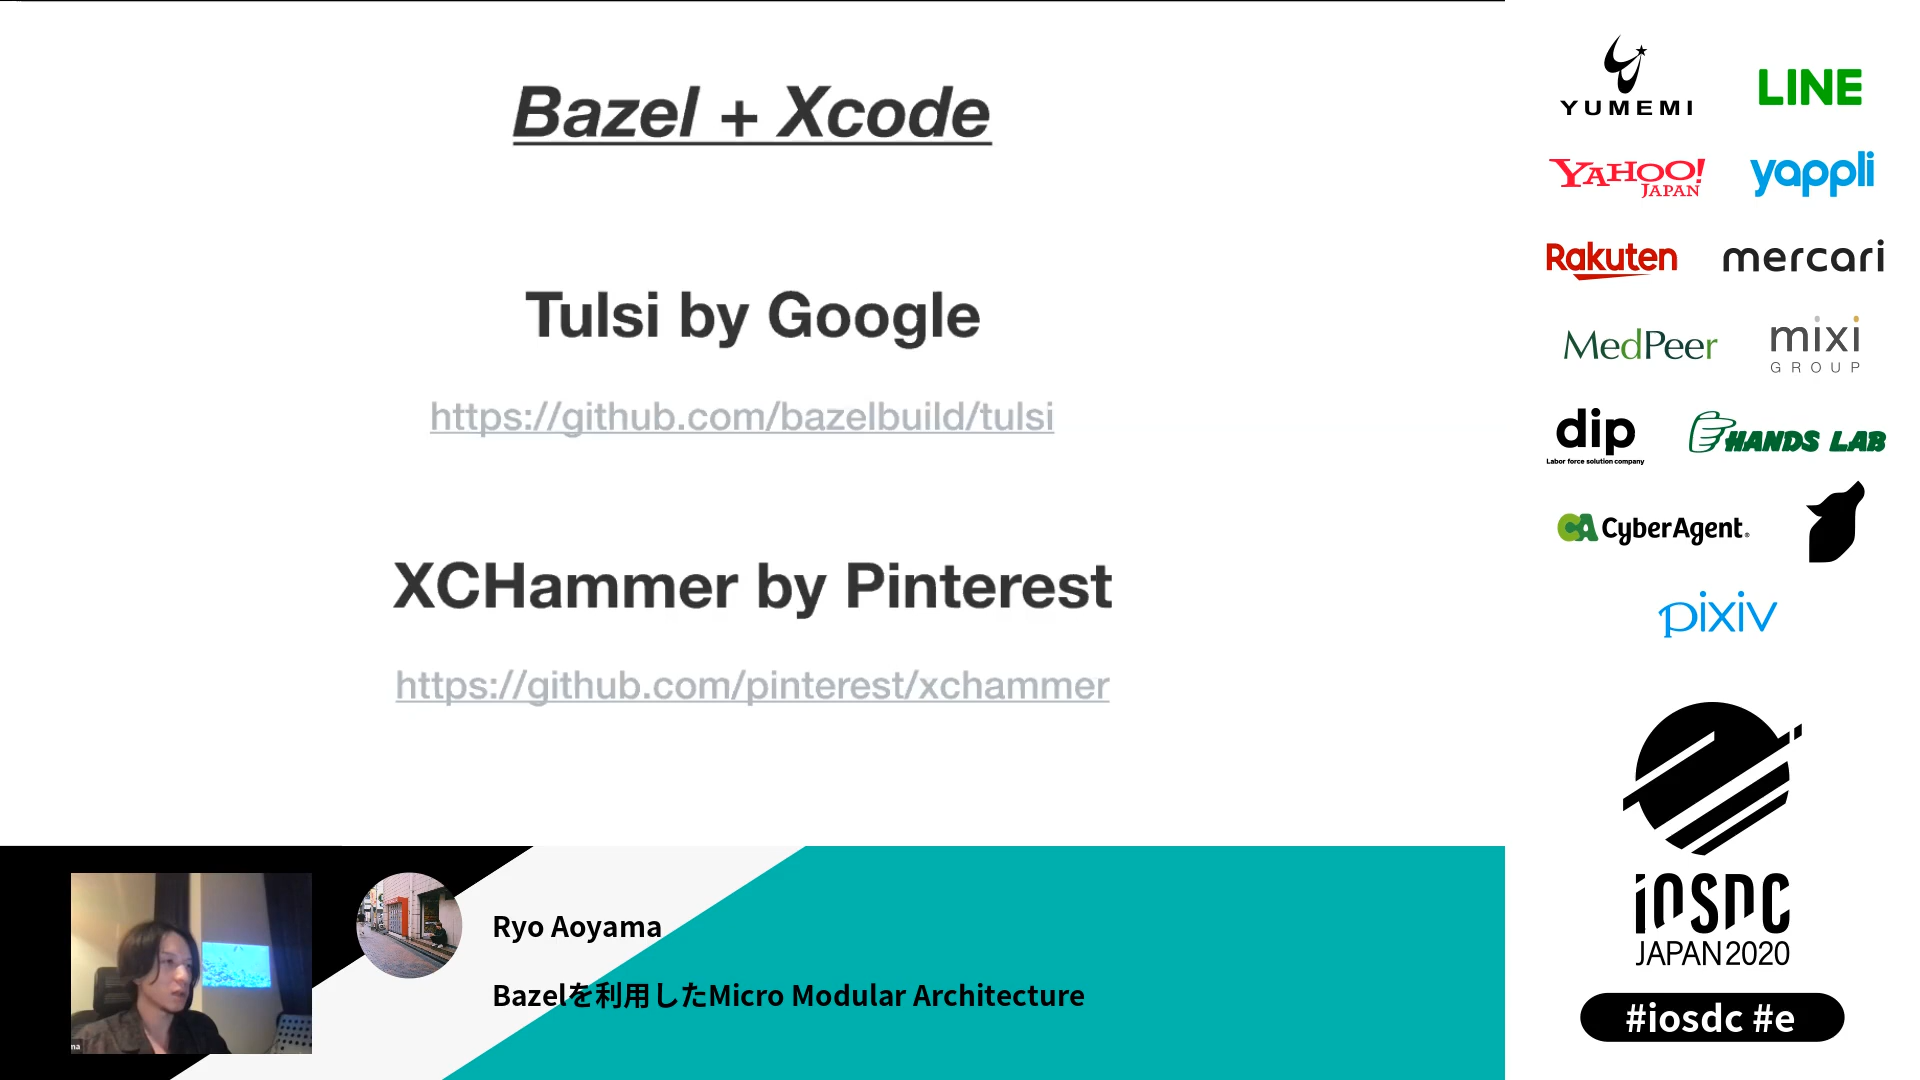 Bazel + Xcode
Tulsi by Google
https://github.com/bazelbuild/tulsi
XCHammer by Pinterest
https://github.com/pinterest/xchammer
Ryo Aoyama
Bazelを利用したMicro Modular Architecture
ma
YUMEMI
LINE
YAHOO!
JAPAN
yappli
Rakuten
mercari
MedPeer
mixi
GROUP
dip
Labor force solution company
HANDS LAB
CA CyberAgent®
pixiv
iOSDC
JAPAN2020
#iosdc #e